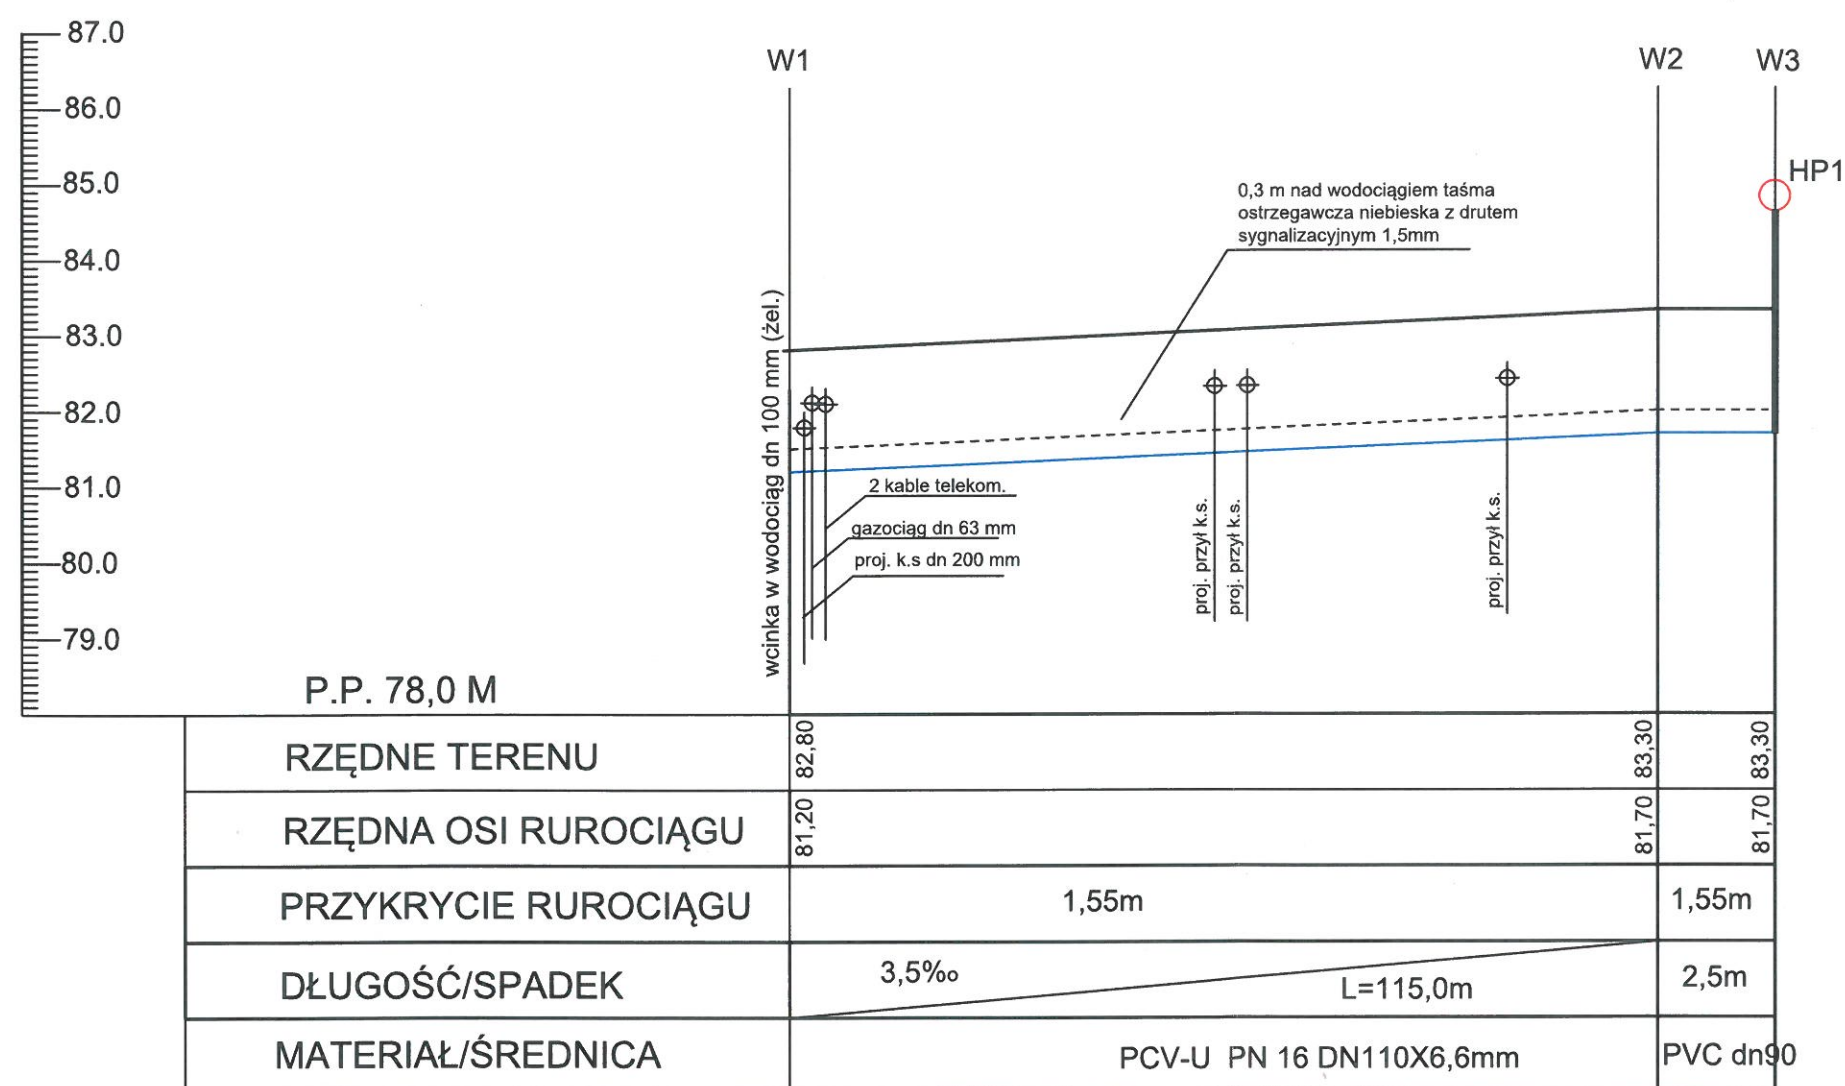 87.0
86.0
85.0
84.0
83.0
82.0
81.0
80.0
79.0
W1
W2
W3
HP1
0,3 m nad wodociągiem taśma
ostrzegawcza niebieska z drutem
sygnalizacyjnym 1,5mm
wcinka w wodociąg dn 100 mm (żel.)
2 kable telekom.
gazociąg dn 63 mm
proj. k.s dn 200 mm
proj. przył k.s.
proj. przył k.s.
proj. przył k.s.
P.P. 78,0 M
RZĘDNE TERENU
82,80
83,30
83,30
RZĘDNA OSI RUROCIĄGU
81,20
81,70
81,70
PRZYKRYCIE RUROCIĄGU
1,55m
1,55m
DŁUGOŚĆ/SPADEK
3,5‰
L=115,0m
2,5m
MATERIAŁ/ŚREDNICA
PCV-U PN 16 DN110X6,6mm
PVC dn90